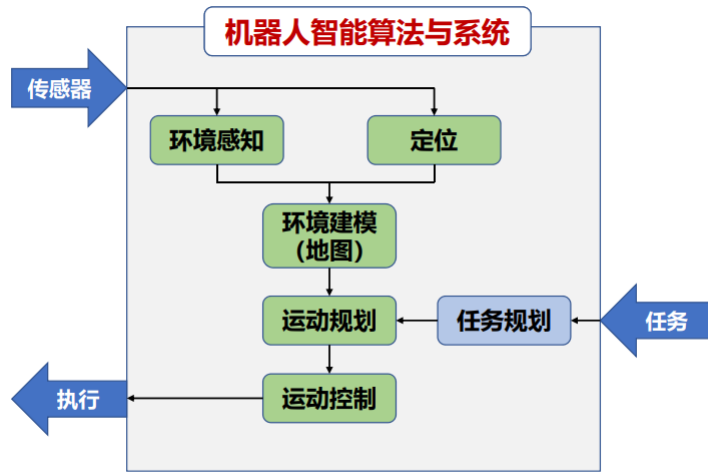 机器人智能算法与系统
传感器
环境感知
定位
环境建模
（地图）
运动规划
任务规划
任务
执行
运动控制